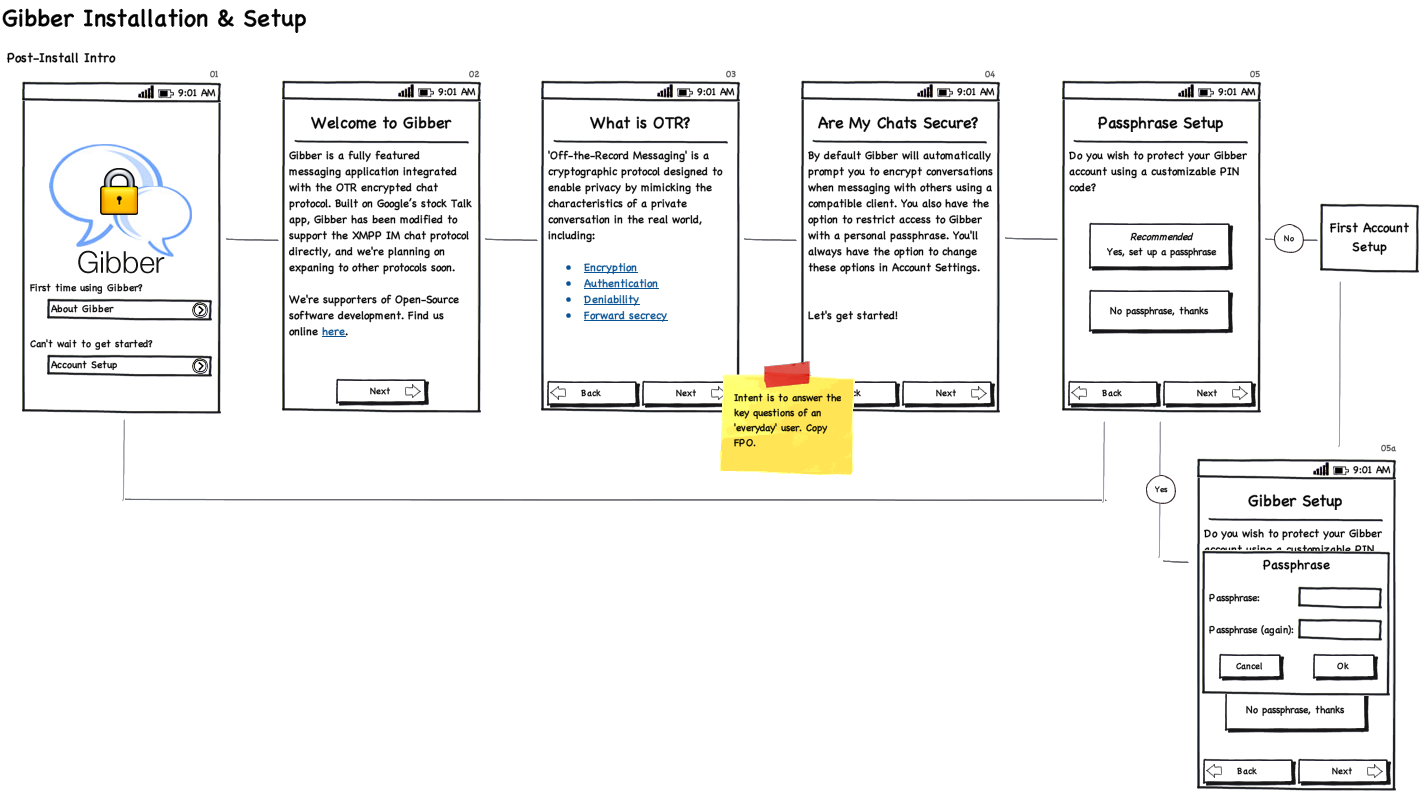 Gibber Installation & Setup
Post-Install Intro
01
9:01 AM
Gibber
First time using Gibber?
About Gibber
Can't wait to get started?
Account Setup
02
9:01 AM
Welcome to Gibber
Gibber is a fully featured
messaging application integrated
with the OTR encrypted chat
protocol. Built on Google's stock Talk
app, Gibber has been modified to
support the XMPP IM chat protocol
directly, and we're planning on
expaning to other protocols soon.
We're supporters of Open-Source
software development. Find us
online here.
Next
03
9:01 AM
What is OTR?
'Off-the-Record Messaging' is a
cryptographic protocol designed to
enable privacy by mimicking the
characteristics of a private
conversation in the real world,
including:
• Encryption
• Authentication
• Deniability
• Forward secrecy
Back
Next
04
9:01 AM
Are My Chats Secure?
By default Gibber will automatically
prompt you to encrypt conversations
when messaging with others using a
compatible client. You also have the
option to restrict access to Gibber
with a personal passphrase. You'll
always have the option to change
these options in Account Settings.
Let's get started!
Back
Next
Intent is to answer the
key questions of an
'everyday' user. Copy
FPO.
05
9:01 AM
Passphrase Setup
Do you wish to protect your Gibber
account using a customizable PIN
code?
Recommended
Yes, set up a passphrase
No passphrase, thanks
Back
Next
No
First Account
Setup
Yes
05a
9:01 AM
Gibber Setup
Do you wish to protect your Gibber
account using a customizable PIN
Passphrase
Passphrase:
Passphrase (again):
Cancel
Ok
No passphrase, thanks
Back
Next